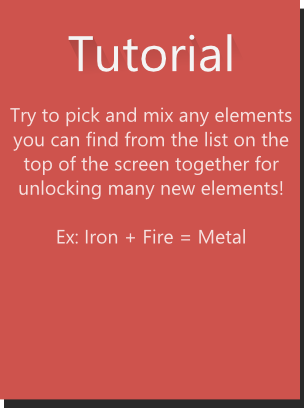 Tutorial
Try to pick and mix any elements
you can find from the list on the
top of the screen together for
unlocking many new elements!
Ex: Iron + Fire = Metal